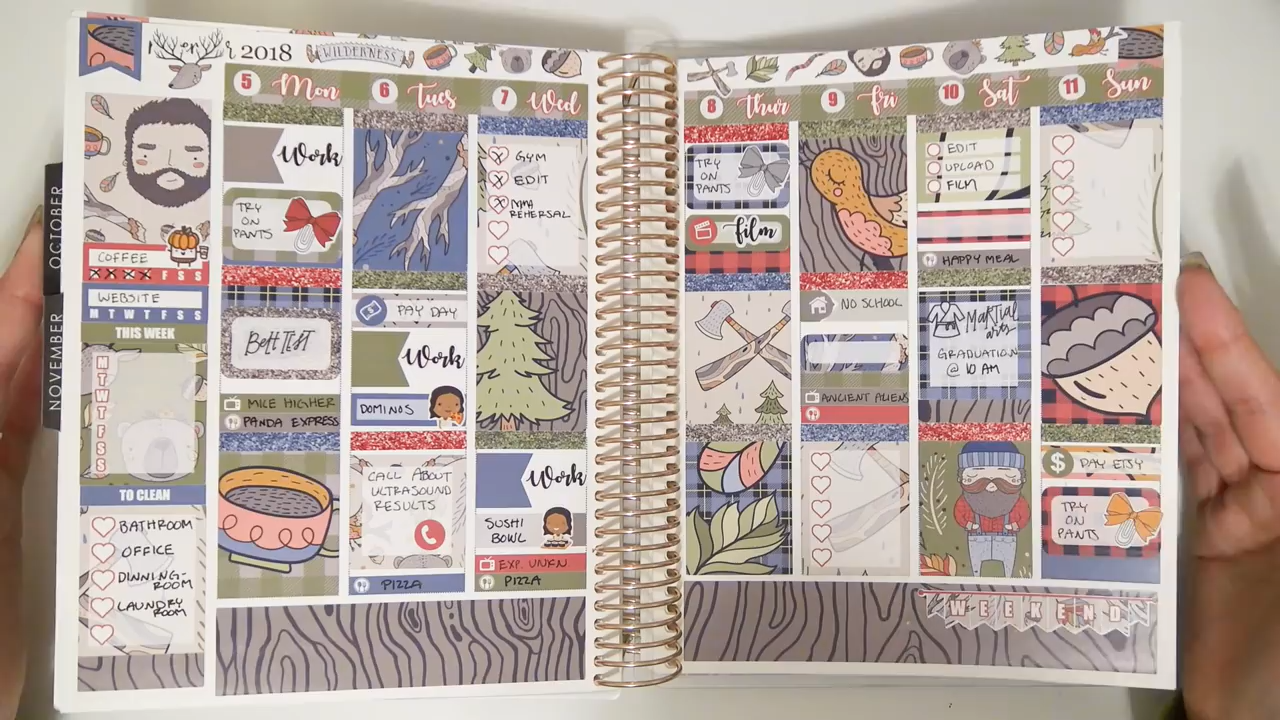 2018
WILDERNESS
OCTOBER
NOVEMBER
COFFEE
F S S
WEBSITE
M T W T F S S
THIS WEEK
M
T
W
T
F
S
S
TO CLEAN
BATHROOM
OFFICE
DINNING-
ROOM
LAUNDRY
ROOM
5 Mon
Work
TRY
ON
PANTS
Belt TEST
MILE HIGHER
PANDA EXPRESS
6 Tues
PAY DAY
Work
DOMINOS
CALL ABOUT
ULTRASOUND
RESULTS
PIZZA
7 Wed
GYM
EDIT
MMA
REHERSAL
Work
SUSHI
BOWL
EXP. UNKN.
PIZZA
8 Thur
TRY
ON
PANTS
film
9 fri
NO SCHOOL
ANCIENT ALIENS
10 Sat
EDIT
UPLOAD
FILM
HAPPY MEAL
Martial
arts
GRADUATION
@ 10 AM
11 Sun
$ DAY ETSY
TRY
ON
PANTS
WEEKEND